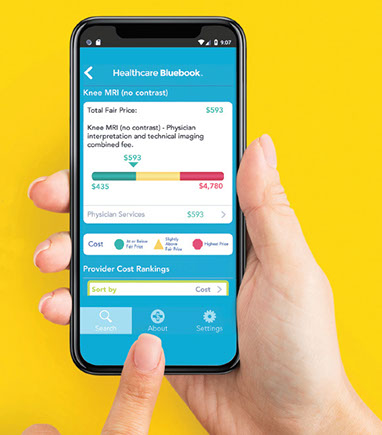 9:07
Healthcare Bluebook.
Knee MRI (no contrast)
Total Fair Price: $593
Knee MRI (no contrast) - Physician
interpretation and technical imaging
combined fee.
$593
$435 $4,780
Physician Services $593
Cost At or Below Fair Price Slightly Above Fair Price Highest Price
Provider Cost Rankings
Sort by Cost
Search About Settings